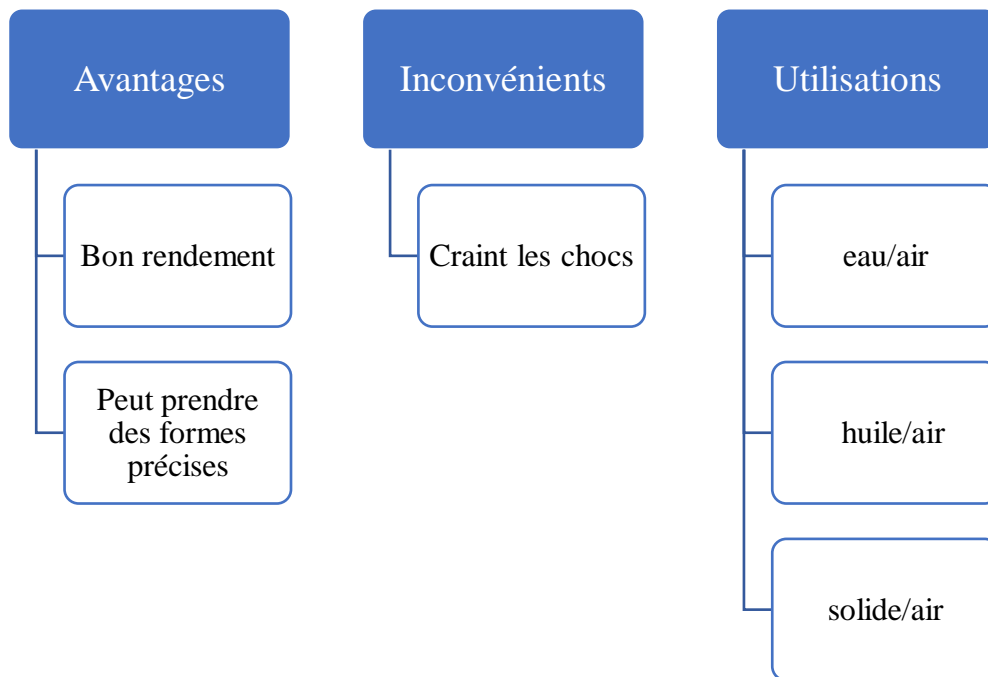 Avantages
Bon rendement
Peut prendre
des formes
précises
Inconvénients
Craint les chocs
Utilisations
eau/air
huile/air
solide/air